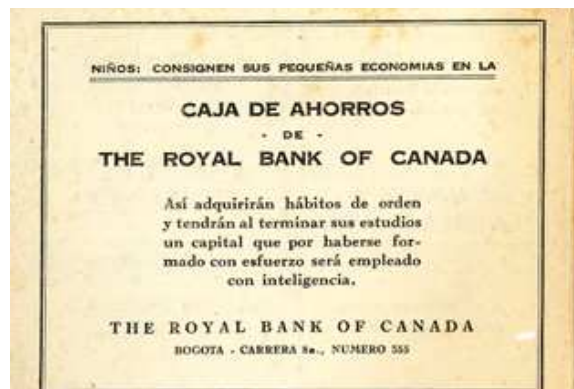 NIÑOS: CONSIGNEN SUS PEQUEÑAS ECONOMIAS EN LA
CAJA DE AHORROS
- DE -
THE ROYAL BANK OF CANADA
Así adquirirán hábitos de orden
y tendrán al terminar sus estudios
un capital que por haberse for-
mado con esfuerzo será empleado
con inteligencia.
THE ROYAL BANK OF CANADA
BOGOTA - CARRERA 8a., NUMERO 555